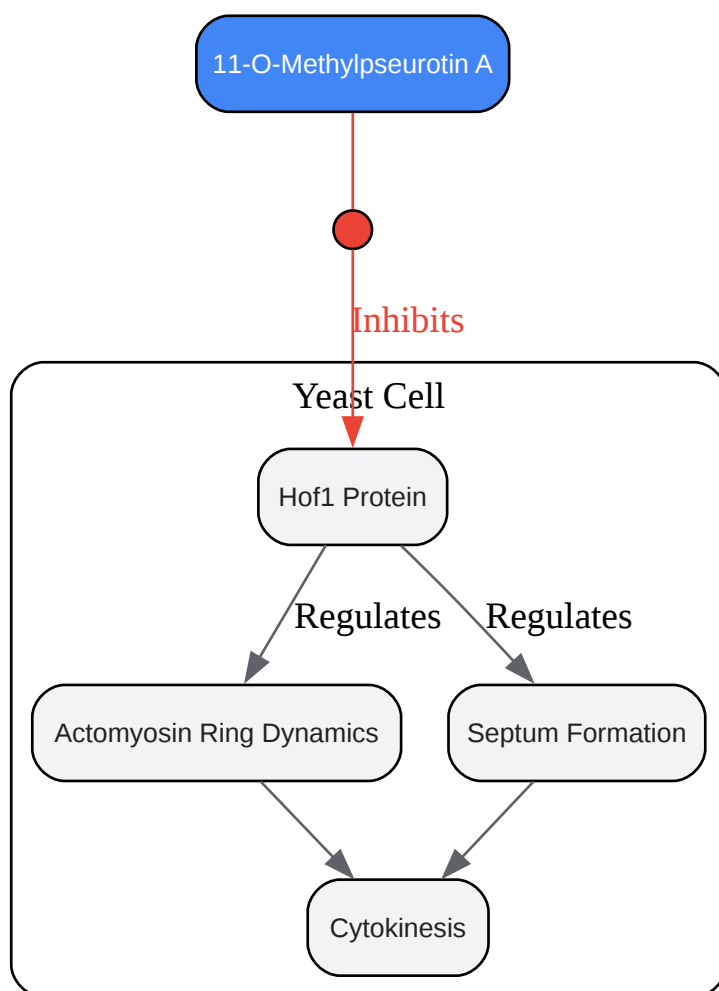 11-O-Methylpseurotin A
Inhibits
Yeast Cell
Hof1 Protein
Regulates
Regulates
Actomyosin Ring Dynamics
Septum Formation
Cytokinesis